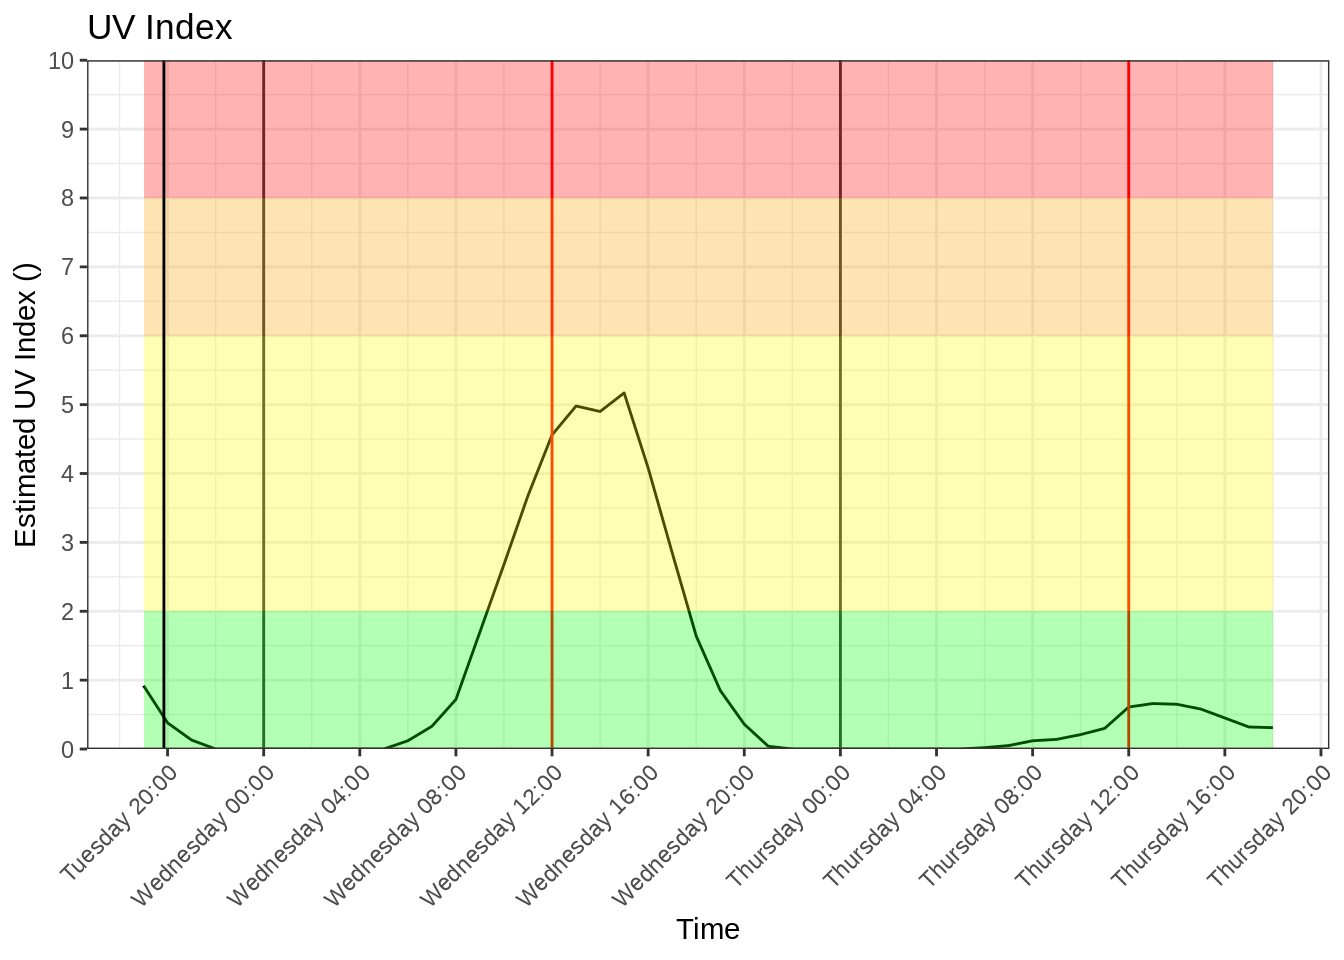 UV Index
10
9
8
7
6
5
4
3
2
1
0
Estimated UV Index ()
Tuesday 20:00
Wednesday 00:00
Wednesday 04:00
Wednesday 08:00
Wednesday 12:00
Wednesday 16:00
Wednesday 20:00
Thursday 00:00
Thursday 04:00
Thursday 08:00
Thursday 12:00
Thursday 16:00
Thursday 20:00
Time